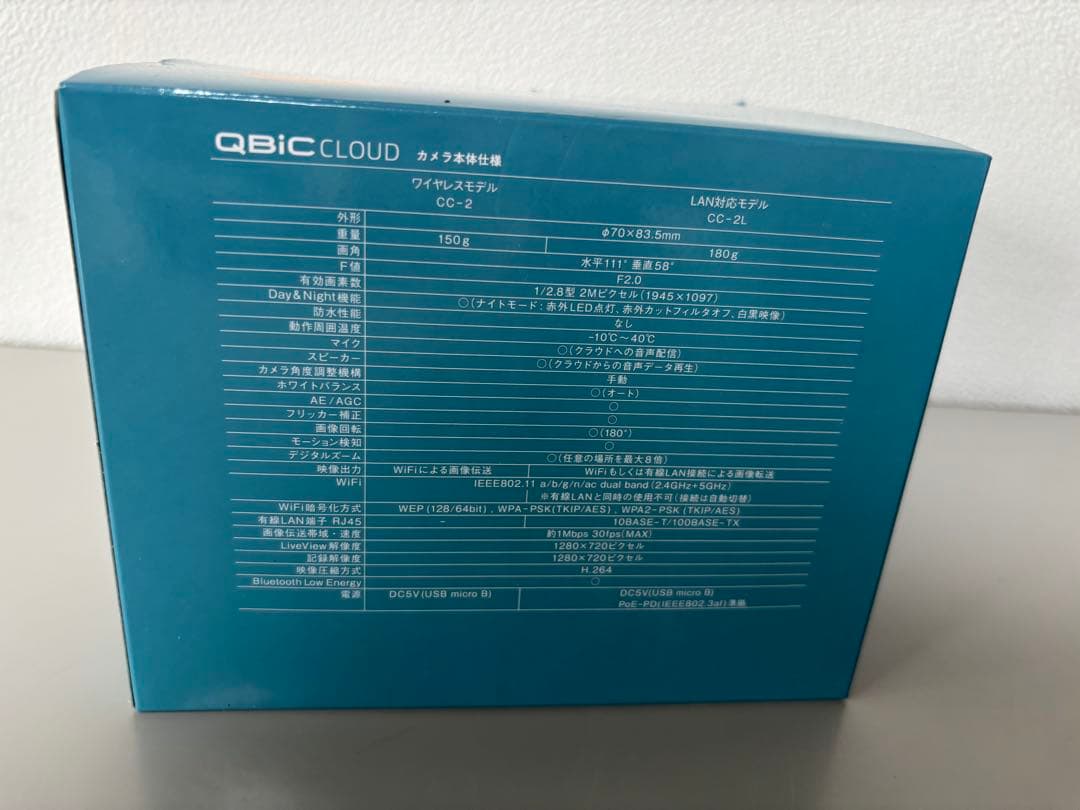 QBiC CLOUD カメラ本体仕様
ワイヤレスモデル CC-2 LAN対応モデル CC-2L
外形 φ70×83.5mm
重量 150g 180g
画角 水平111° 垂直58°
F値 F2.0
有効画素数 1/2.8型 2Mピクセル(1945×1097)
Day&Night機能 ○(ナイトモード:赤外LED点灯、赤外カットフィルタオフ、白黒映像)
防水性能 なし
動作周囲温度 -10℃～40℃
マイク ○(クラウドへの音声配信)
スピーカー ○(クラウドからの音声データ再生)
カメラ角度調整機構 手動
ホワイトバランス ○(オート)
AE/AGC ○
フリッカー補正 ○
画像回転 ○(180°)
モーション検知 ○
デジタルズーム ○(任意の場所を最大8倍)
映像出力 WiFiによる画像伝送 WiFiもしくは有線LAN接続による画像転送
WiFi IEEE802.11 a/b/g/n/ac dual band(2.4GHz+5GHz)
※有線LANと同時の使用不可(接続は自動切替)
WiFi暗号化方式 WEP(128/64bit)、WPA-PSK(TKIP/AES)、WPA2-PSK(TKIP/AES)
有線LAN端子 RJ45 - 10BASE-T/100BASE-TX
画像伝送帯域・速度 約1Mbps 30fps(MAX)
LiveView解像度 1280×720ピクセル
記録解像度 1280×720ピクセル
映像圧縮方式 H.264
Bluetooth Low Energy ○
電源 DC5V(USB micro B) DC5V(USB micro B)
PoE-PD(IEEE802.3af)準拠